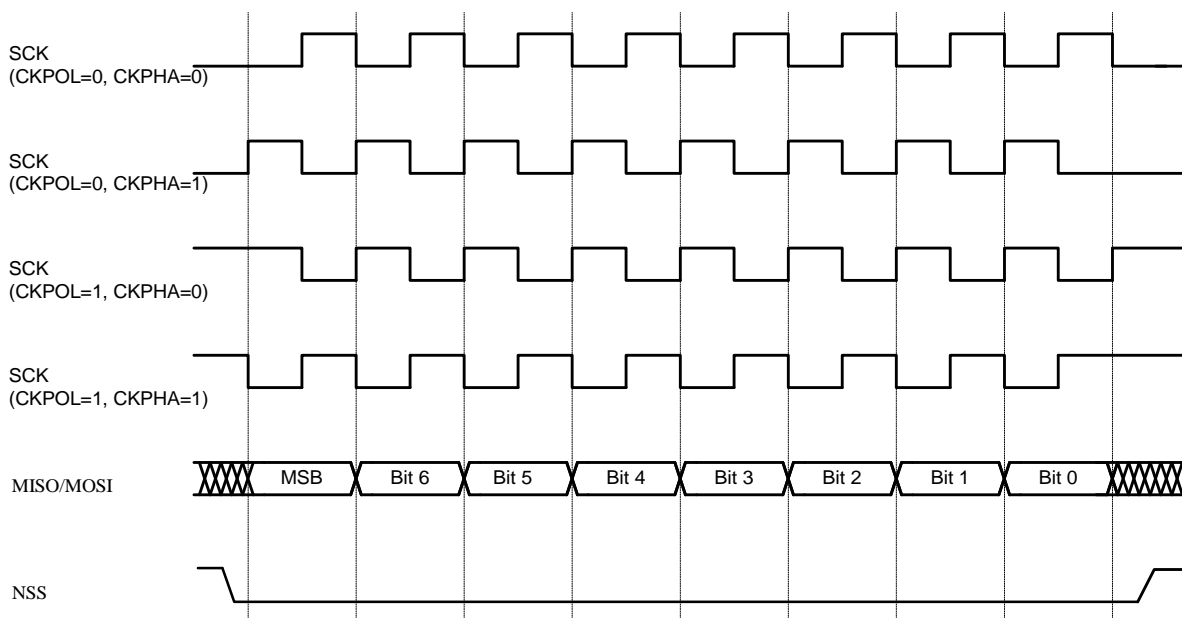 SCK
(CKPOL=0, CKPHA=0)
SCK
(CKPOL=0, CKPHA=1)
SCK
(CKPOL=1, CKPHA=0)
SCK
(CKPOL=1, CKPHA=1)
MISO/MOSI MSB Bit 6 Bit 5 Bit 4 Bit 3 Bit 2 Bit 1 Bit 0
NSS